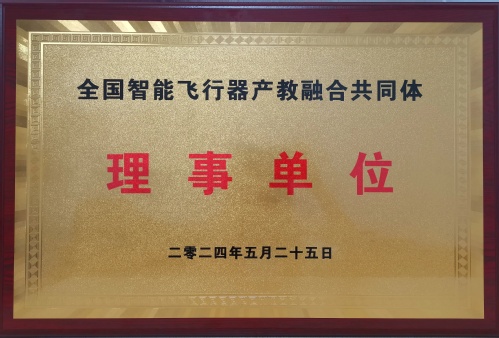 全国智能飞行器产教融合共同体
理事单位
二零二四年五月二十五日